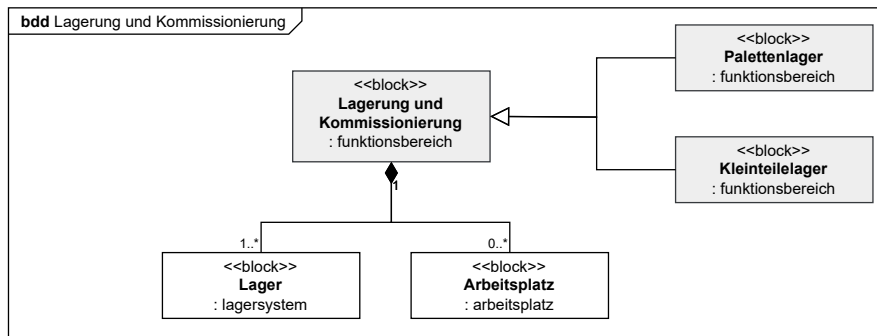 bdd Lagerung und Kommissionierung
<<block>>
Palettenlager
: funktionsbereich
<<block>>
Lagerung und
Kommissionierung
: funktionsbereich
<<block>>
Kleinteilelager
: funktionsbereich
1
1..*
0..*
<<block>>
Lager
: lagersystem
<<block>>
Arbeitsplatz
: arbeitsplatz